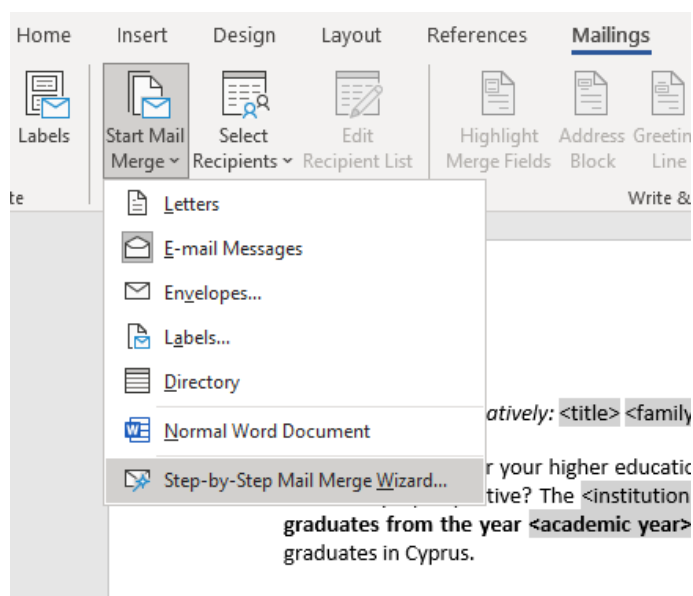 Home Insert Design Layout References Mailings
Labels Start Mail Select Edit Highlight Address Greetin
Merge Recipients Recipient List Merge Fields Block Line
te Write &
Letters
E-mail Messages
Envelopes...
Labels...
Directory
Normal Word Document
atively: <title> <family
Step-by-Step Mail Merge Wizard...
r your higher educatio
tive? The <institution
graduates from the year <academic year>
graduates in Cyprus.